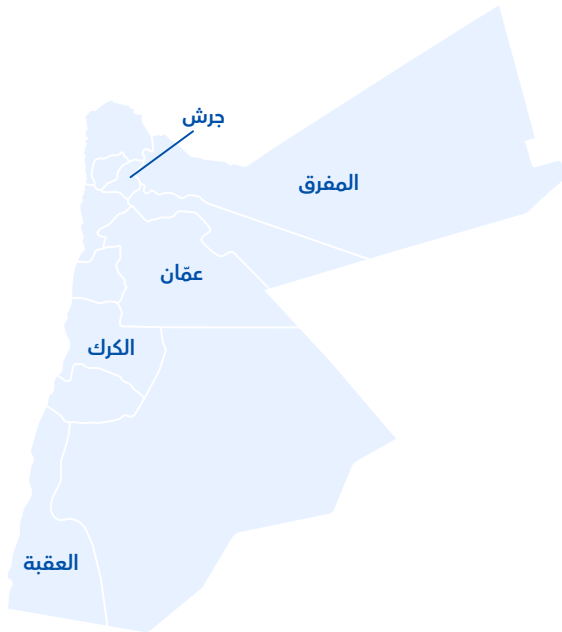 جرش
المفرق
عمّان
الكرك
العقبة